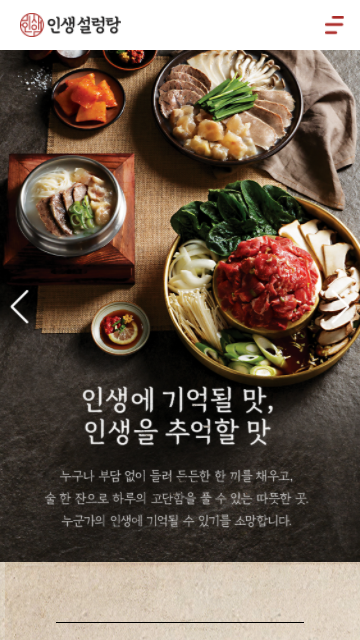 인생설렁탕
인생에 기억될 맛,
인생을 추억할 맛
누구나 부담 없이 들러 든든한 한 끼를 채우고,
술 한 잔으로 하루의 고단함을 풀 수 있는 따뜻한 곳.
누군가의 인생에 기억될 수 있기를 소망합니다.